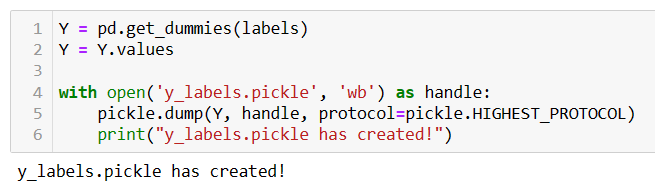 1 Y = pd.get_dummies(labels)
2 Y = Y.values
3
4 with open('y_labels.pickle', 'wb') as handle:
5     pickle.dump(Y, handle, protocol=pickle.HIGHEST_PROTOCOL)
6     print("y_labels.pickle has created!")
y_labels.pickle has created!